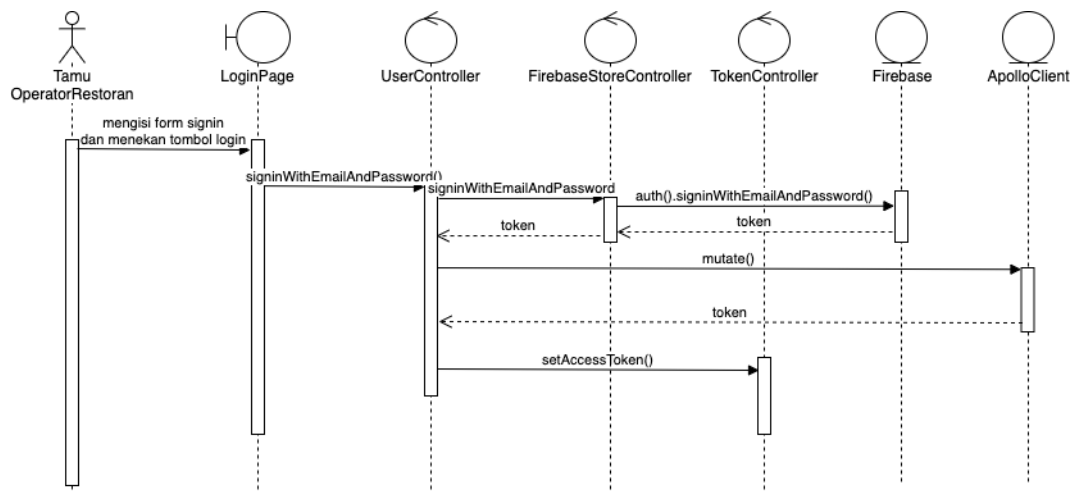 Tamu
OperatorRestoran
LoginPage
UserController
FirebaseStoreController
TokenController
Firebase
ApolloClient
mengisi form signin
dan menekan tombol login
signinWithEmailAndPassword()
signinWithEmailAndPassword
auth().signinWithEmailAndPassword()
token
token
mutate()
token
setAccessToken()